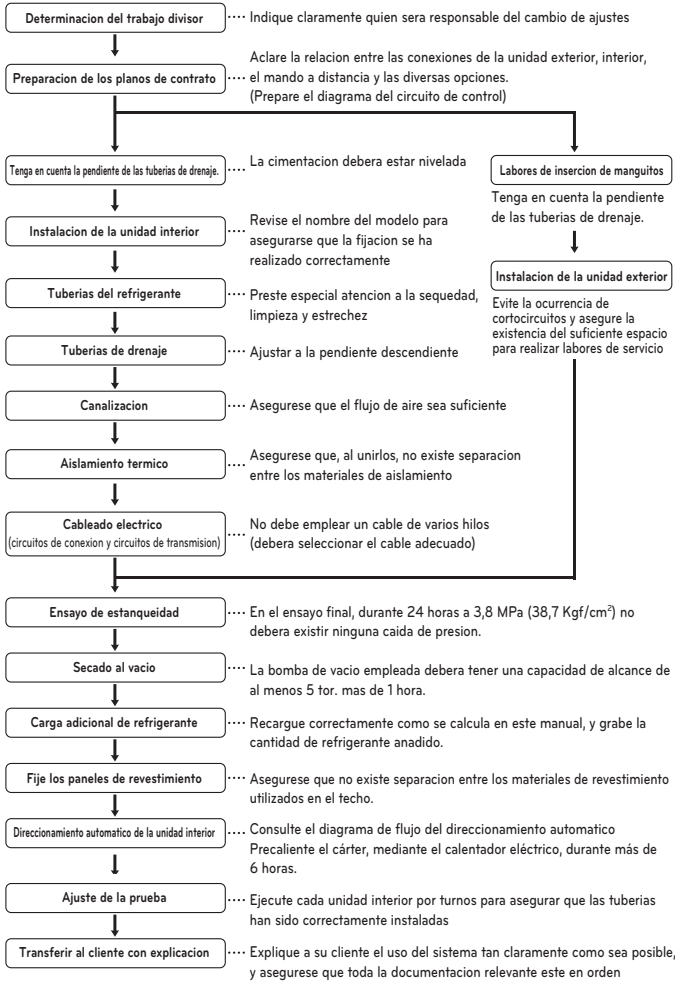 Determinacion del trabajo divisor
···· Indique claramente quien sera responsable del cambio de ajustes
Preparacion de los planos de contrato
···· Aclare la relacion entre las conexiones de la unidad exterior, interior,
el mando a distancia y las diversas opciones.
(Prepare el diagrama del circuito de control)
Tenga en cuenta la pendiente de las tuberias de drenaje.
···· La cimentacion debera estar nivelada
Instalacion de la unidad interior
···· Revise el nombre del modelo para
asegurarse que la fijacion se ha
realizado correctamente
Tuberias del refrigerante
···· Preste especial atencion a la sequedad,
limpieza y estrechez
Tuberias de drenaje
···· Ajustar a la pendiente descendiente
Canalizacion
···· Asegurese que el flujo de aire sea suficiente
Aislamiento termico
···· Asegurese que, al unirlos, no existe separacion
entre los materiales de aislamiento
Cableado electrico
(circuitos de conexion y circuitos de transmision)
···· No debe emplear un cable de varios hilos
(debera seleccionar el cable adecuado)
Labores de insercion de manguitos
Tenga en cuenta la pendiente
de las tuberias de drenaje.
Instalacion de la unidad exterior
Evite la ocurrencia de
cortocircuitos y asegure la
existencia del suficiente espacio
para realizar labores de servicio
Ensayo de estanqueidad
···· En el ensayo final, durante 24 horas a 3,8 MPa (38,7 Kgf/cm²) no
debera existir ninguna caida de presion.
Secado al vacio
···· La bomba de vacio empleada debera tener una capacidad de alcance de
al menos 5 tor. mas de 1 hora.
Carga adicional de refrigerante
···· Recargue correctamente como se calcula en este manual, y grabe la
cantidad de refrigerante anadido.
Fije los paneles de revestimiento
···· Asegurese que no existe separacion entre los materiales de revestimiento
utilizados en el techo.
Direccionamiento automatico de la unidad interior
···· Consulte el diagrama de flujo del direccionamiento automatico
Precaliente el cárter, mediante el calentador eléctrico, durante más de
6 horas.
Ajuste de la prueba
···· Ejecute cada unidad interior por turnos para asegurar que las tuberias
han sido correctamente instaladas
Transferir al cliente con explicacion
···· Explique a su cliente el uso del sistema tan claramente como sea posible,
y asegurese que toda la documentacion relevante este en orden